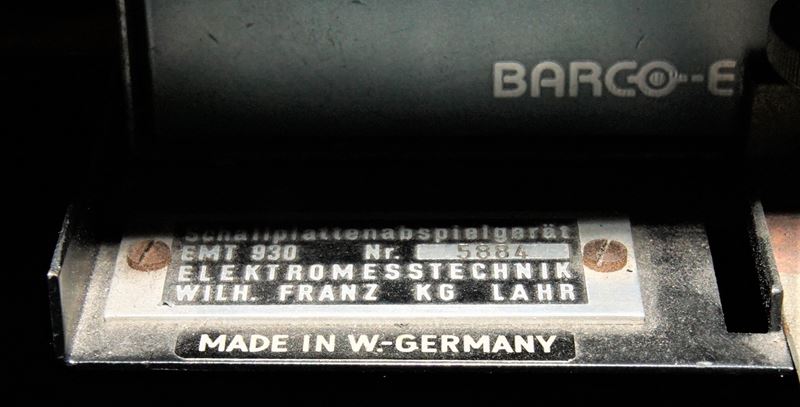 BARCO-E
Schallplattenabspielgerät
EMT 930 Nr. 5884
ELEKTROMESSTECHNIK
WILH. FRANZ KG LAHR
MADE IN W.-GERMANY